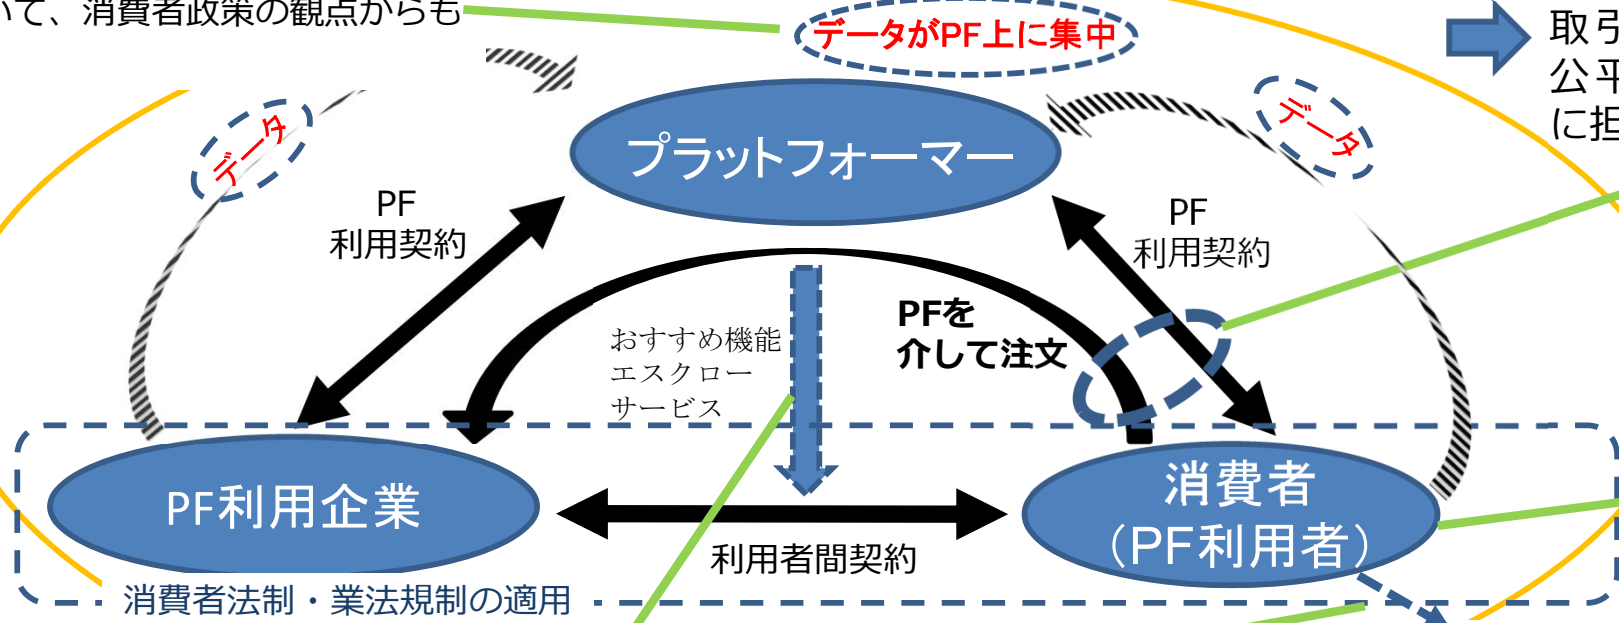 いて、消費者政策の観点からも
データがPF上に集中
取引
公平
に担
データ
データ
プラットフォーマー
PF
利用契約
PF
利用契約
PFを
介して注文
おすすめ機能
エスクロー
サービス
PF利用企業
消費者
（PF利用者）
利用者間契約
消費者法制・業法規制の適用